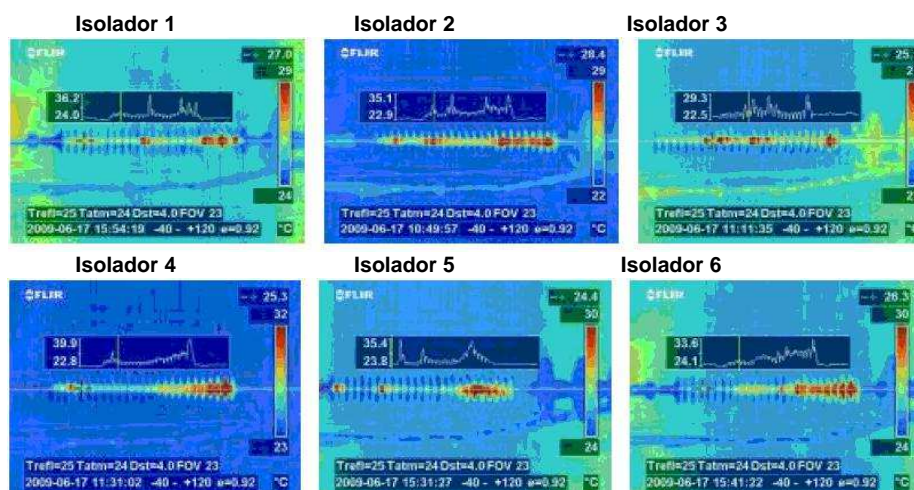 Isolador 1
Isolador 2
Isolador 3
FLIR
27.0
29
36.2
24.0
24
Trefl=25 Tatm=24 Dst=4.0 FOV 23
2009-06-17 15:54:19 -40 - +120 e=0.92 °C
FLIR
28.4
29
35.1
22.9
22
Trefl=25 Tatm=24 Dst=4.0 FOV 23
2009-06-17 10:49:57 -40 - +120 e=0.92 °C
FLIR
29.3
22.5
Trefl=25 Tatm=24 Dst=4.0 FOV 23
2009-06-17 11:11:35 -40 - +120 e=0.92 °C
Isolador 4
Isolador 5
Isolador 6
FLIR
25.3
32
39.9
22.8
23
Trefl=25 Tatm=24 Dst=4.0 FOV 23
2009-06-17 11:31:02 -40 - +120 e=0.92 °C
FLIR
24.4
30
35.4
23.8
24
Trefl=25 Tatm=24 Dst=4.0 FOV 23
2009-06-17 15:31:27 -40 - +120 e=0.92 °C
FLIR
26.3
30
33.6
24.1
24
Trefl=25 Tatm=24 Dst=4.0 FOV 23
2009-06-17 15:41:22 -40 - +120 e=0.92 °C